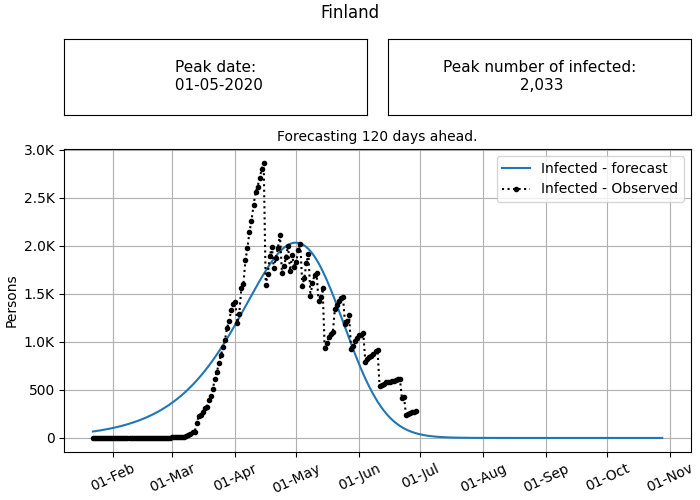 Finland
Peak date:
01-05-2020
Peak number of infected:
2,033
Forecasting 120 days ahead.
3.0K
2.5K
2.0K
1.5K
1.0K
500
0
Persons
Infected - forecast
Infected - Observed
01-Feb
01-Mar
01-Apr
01-May
01-Jun
01-Jul
01-Aug
01-Sep
01-Oct
01-Nov